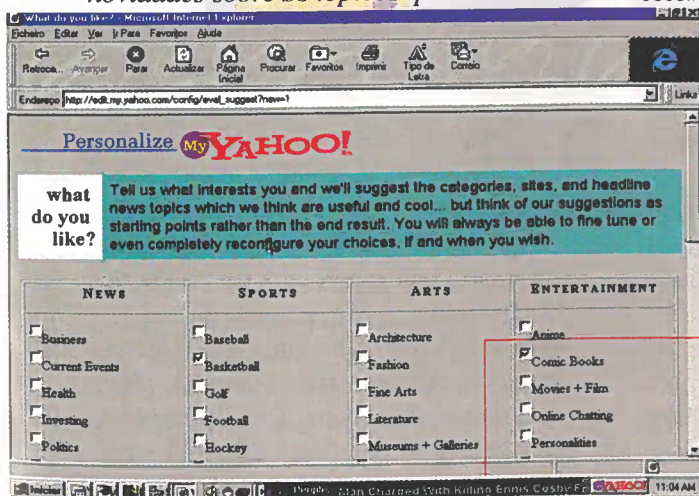 What do you like? - Microsoft Internet Explorer
Ficheiro Editar Ver Ir Para Favoritos Ajuda
Retroce... Avançar Parar Actualizar Página Inicial Procurar Favoritos Imprimir Tipo de Letra Correio
Endereço http://edit.my.yahoo.com/config/eval_suggest?new=1 Links
Personalize My YAHOO!
what do you like?
Tell us what interests you and we'll suggest the categories, sites, and headline
news topics which we think are useful and cool... but think of our suggestions as
starting points rather than the end result. You will always be able to fine tune or
even completely reconfigure your choices, if and when you wish.
NEWS SPORTS ARTS ENTERTAINMENT
Business Baseball Architecture Anime
Current Events Basketball Fashion Comic Books
Health Golf Fine Arts Movies + Film
Investing Football Literature Online Chatting
Politics Hockey Museums + Galleries Personalities
Iniciar People: Man Charged With Killing Ennis Cosby YAHOO! 11:04 AM